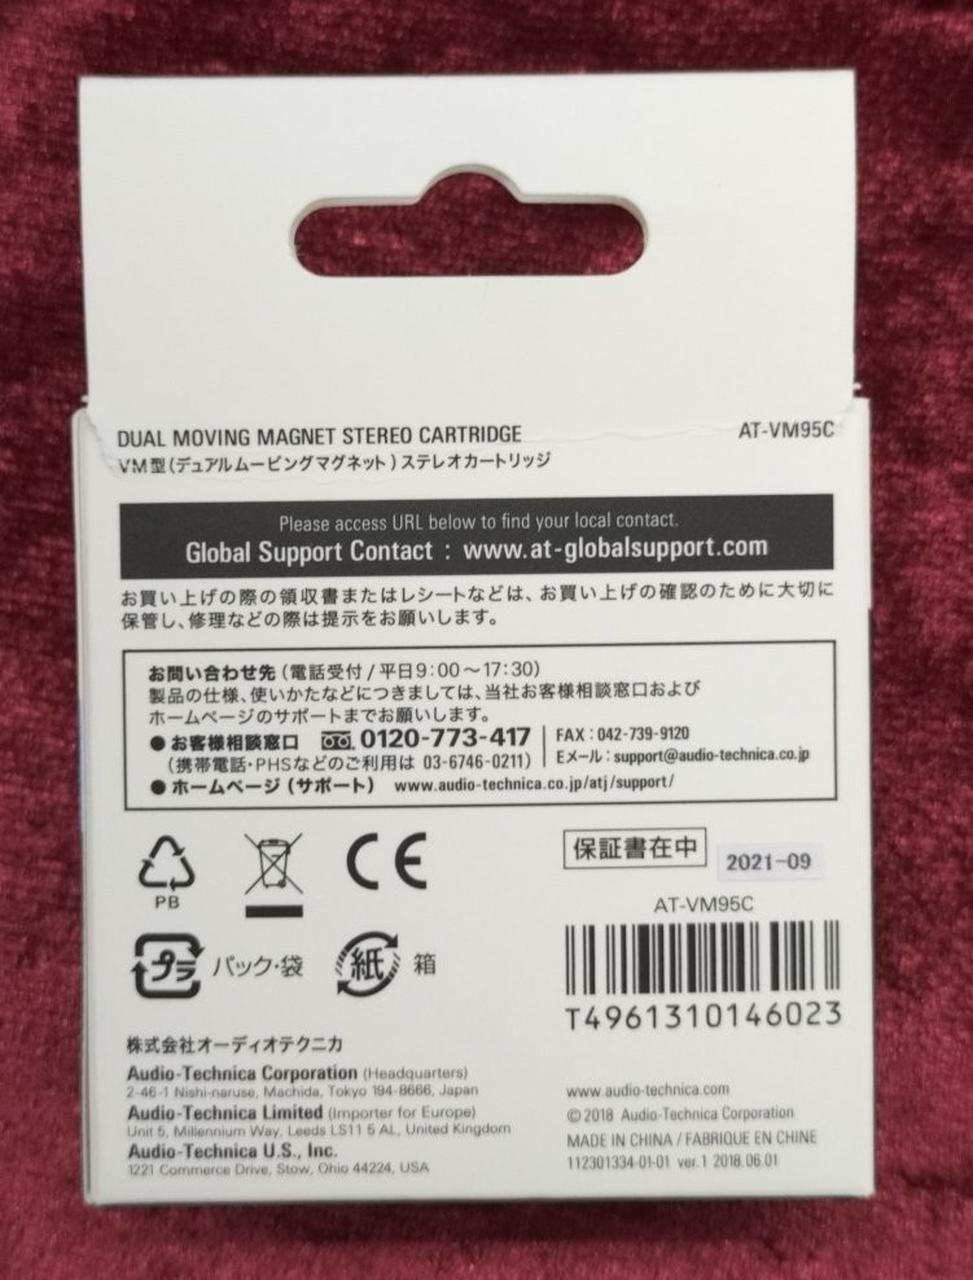 DUAL MOVING MAGNET STEREO CARTRIDGE
AT-VM95C
VM型(デュアルムービングマグネット)ステレオカートリッジ
Please access URL below to find your local contact.
Global Support Contact : www.at-globalsupport.com
お買い上げの際の領収書またはレシートなどは、お買い上げの確認のために大切に
保管し、修理などの際は提示をお願いします。
お問い合わせ先(電話受付/平日9:00〜17:30)
製品の仕様、使いかたなどにつきましては、当社お客様相談窓口および
ホームページのサポートまでお願いします。
●お客様相談窓口 0120-773-417
(携帯電話・PHSなどのご利用は 03-6746-0211)
FAX:042-739-9120
Eメール:support@audio-technica.co.jp
●ホームページ(サポート) www.audio-technica.co.jp/atj/support/
PB
CE
保証書在中
2021-09
AT-VM95C
T4961310146023
プラ パック・袋
紙 箱
株式会社オーディオテクニカ
Audio-Technica Corporation (Headquarters)
2-46-1 Nishi-naruse, Machida, Tokyo 194-8666, Japan
Audio-Technica Limited (Importer for Europe)
Unit 5, Millennium Way, Leeds LS11 5 AL, United Kingdom
Audio-Technica U.S., Inc.
1221 Commerce Drive, Stow, Ohio 44224, USA
www.audio-technica.com
©2018 Audio-Technica Corporation
MADE IN CHINA / FABRIQUE EN CHINE
112301334-01-01 ver.1 2018.06.01